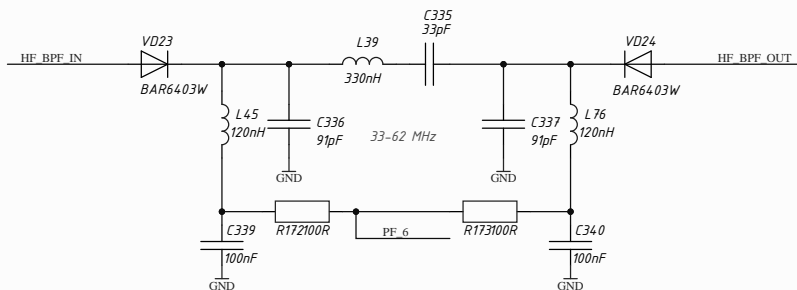 C335
33pF
VD23
L39
VD24
HF_BPF_IN
HF_BPF_OUT
BAR6403W
330nH
BAR6403W
L45
120nH
C336
91pF
33-62 MHz
C337
91pF
L76
120nH
GND
GND
C339
R172100R
R173100R
C340
PF_6
100nF
100nF
GND
GND